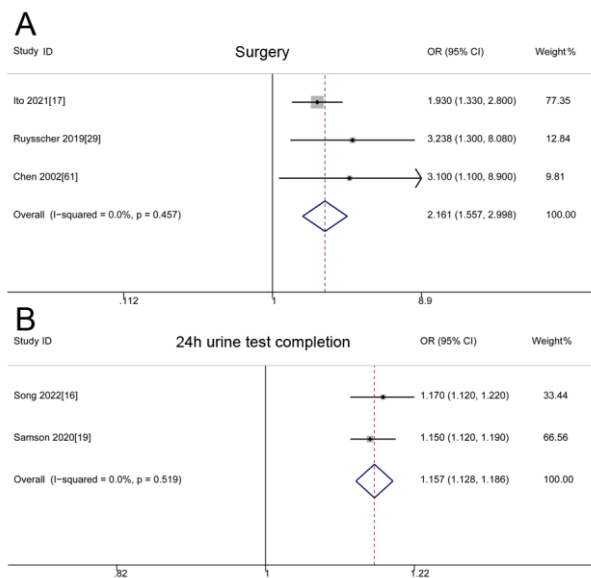 A
Study ID Surgery OR (95% CI) Weight%
Ito 2021[17] 1.930 (1.330, 2.800) 77.35
Ruysscher 2019[29] 3.238 (1.300, 8.080) 12.84
Chen 2002[61] 3.100 (1.100, 8.900) 9.81
Overall (I-squared = 0.0%, p = 0.457) 2.161 (1.557, 2.998) 100.00
.112 1 8.9
B
Study ID 24h urine test completion OR (95% CI) Weight%
Song 2022[16] 1.170 (1.120, 1.220) 33.44
Samson 2020[19] 1.150 (1.120, 1.190) 66.56
Overall (I-squared = 0.0%, p = 0.519) 1.157 (1.128, 1.186) 100.00
.82 1 1.22